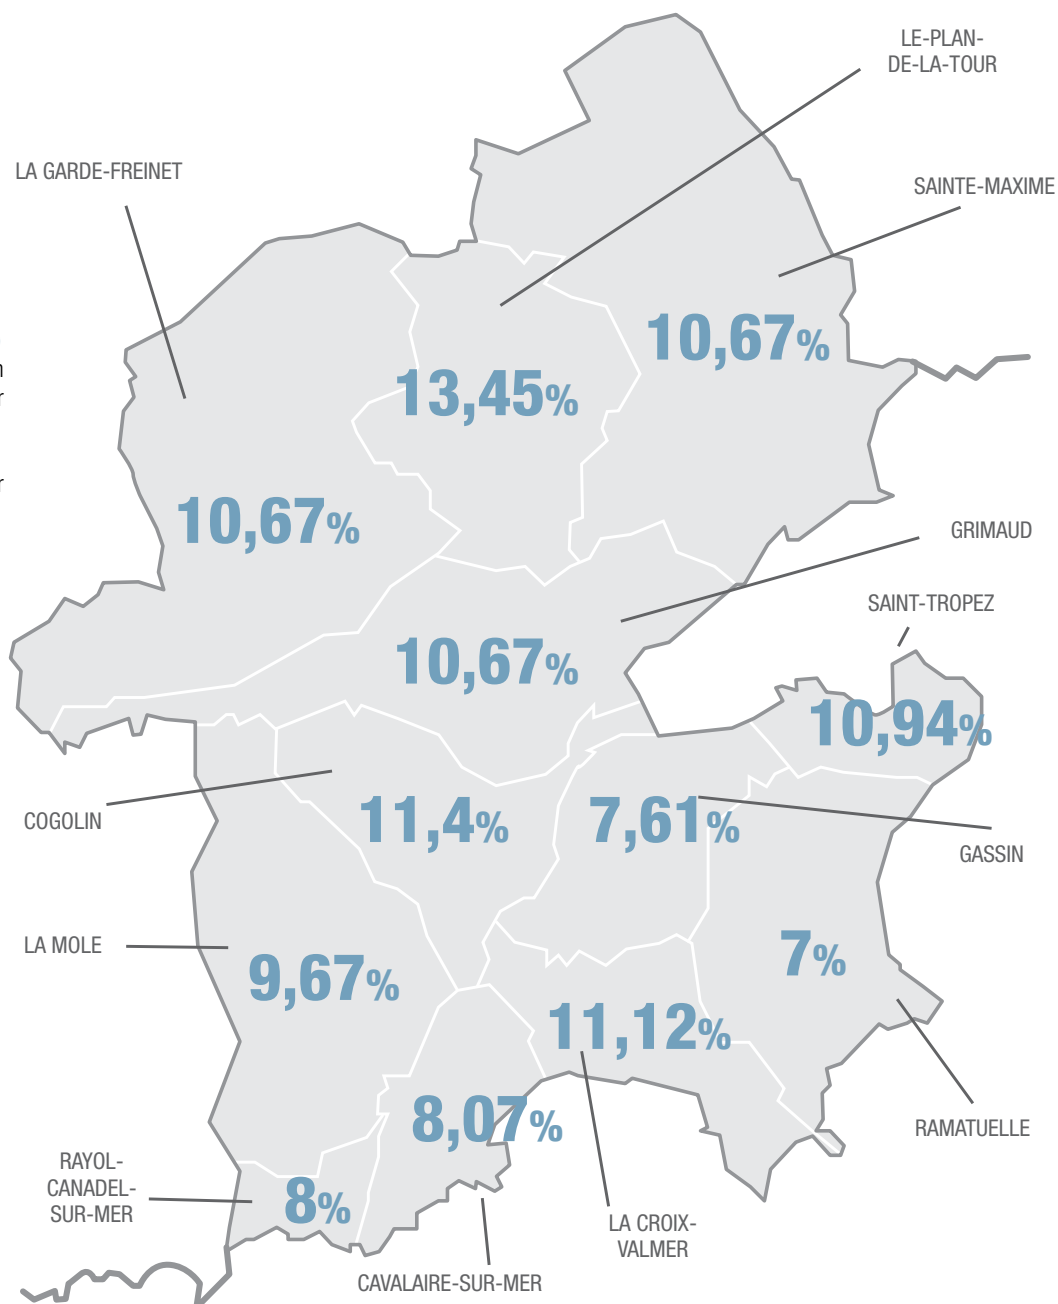 LE-PLAN-
DE-LA-TOUR
LA GARDE-FREINET
SAINTE-MAXIME
10,67%
13,45%
10,67%
GRIMAUD
SAINT-TROPEZ
10,67%
10,94%
COGOLIN
11,4%
7,61%
GASSIN
LA MOLE
9,67%
7%
11,12%
8,07%
RAMATUELLE
RAYOL-
CANADEL-
SUR-MER
8%
LA CROIX-
VALMER
CAVALAIRE-SUR-MER